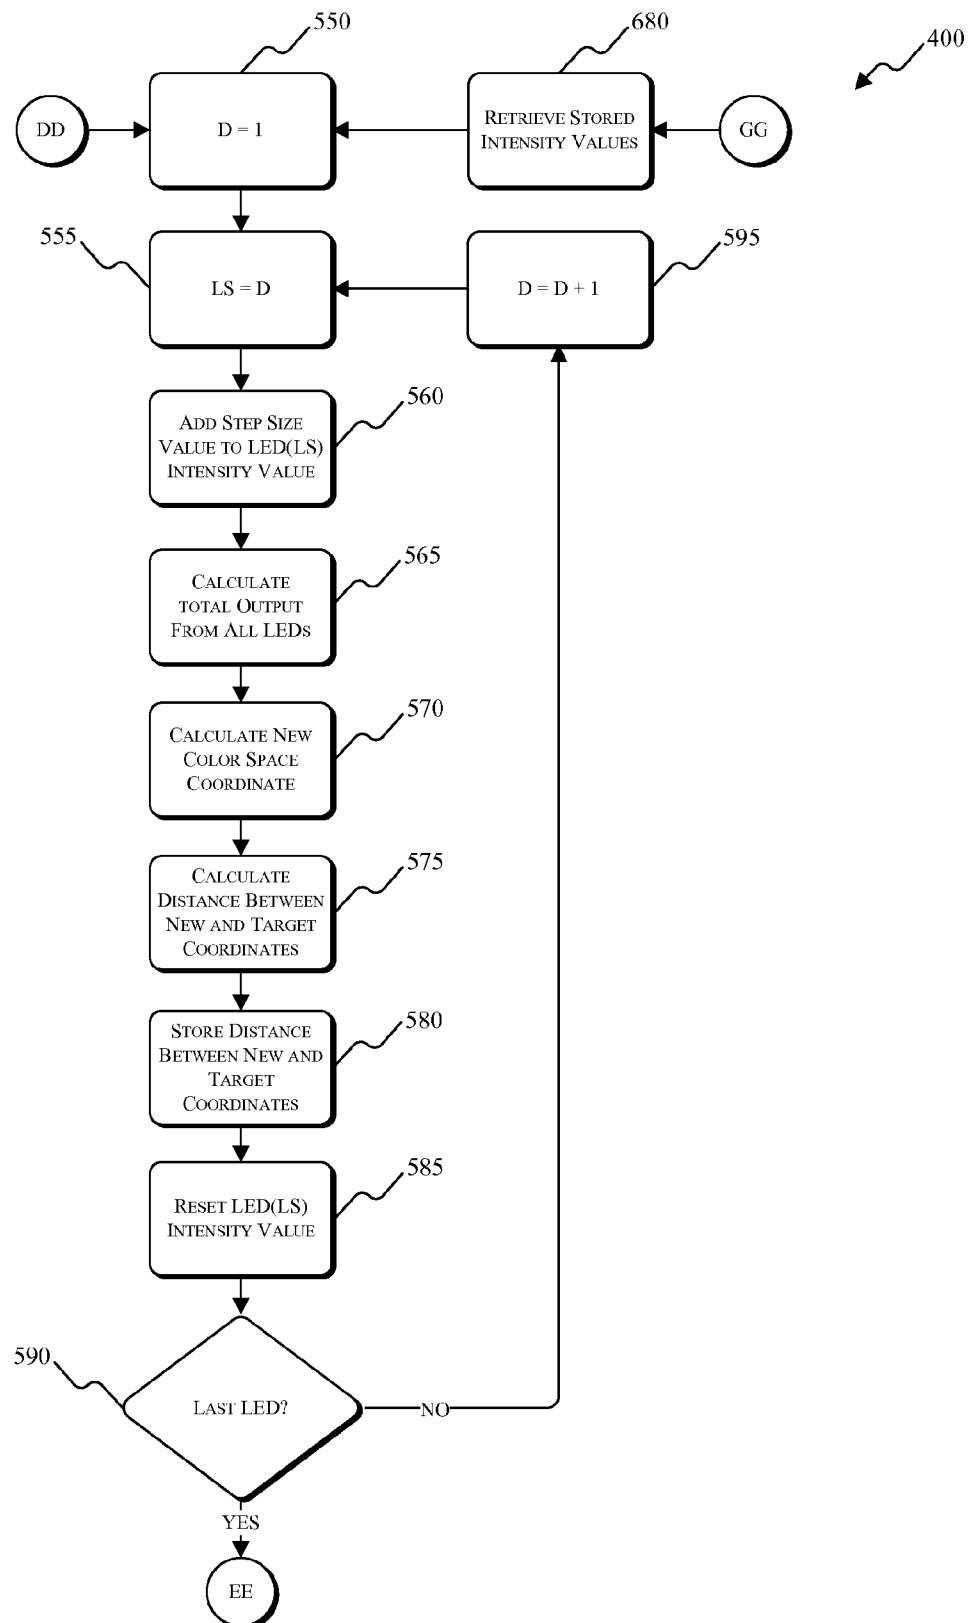 550
680
400
DD
D = 1
RETRIEVE STORED
INTENSITY VALUES
GG
555
595
LS = D
D = D + 1
560
ADD STEP SIZE
VALUE TO LED(LS)
INTENSITY VALUE
565
CALCULATE
TOTAL OUTPUT
FROM ALL LEDS
570
CALCULATE NEW
COLOR SPACE
COORDINATE
575
CALCULATE
DISTANCE BETWEEN
NEW AND TARGET
COORDINATES
580
STORE DISTANCE
BETWEEN NEW AND
TARGET
COORDINATES
585
RESET LED(LS)
INTENSITY VALUE
590
LAST LED?
NO
YES
EE